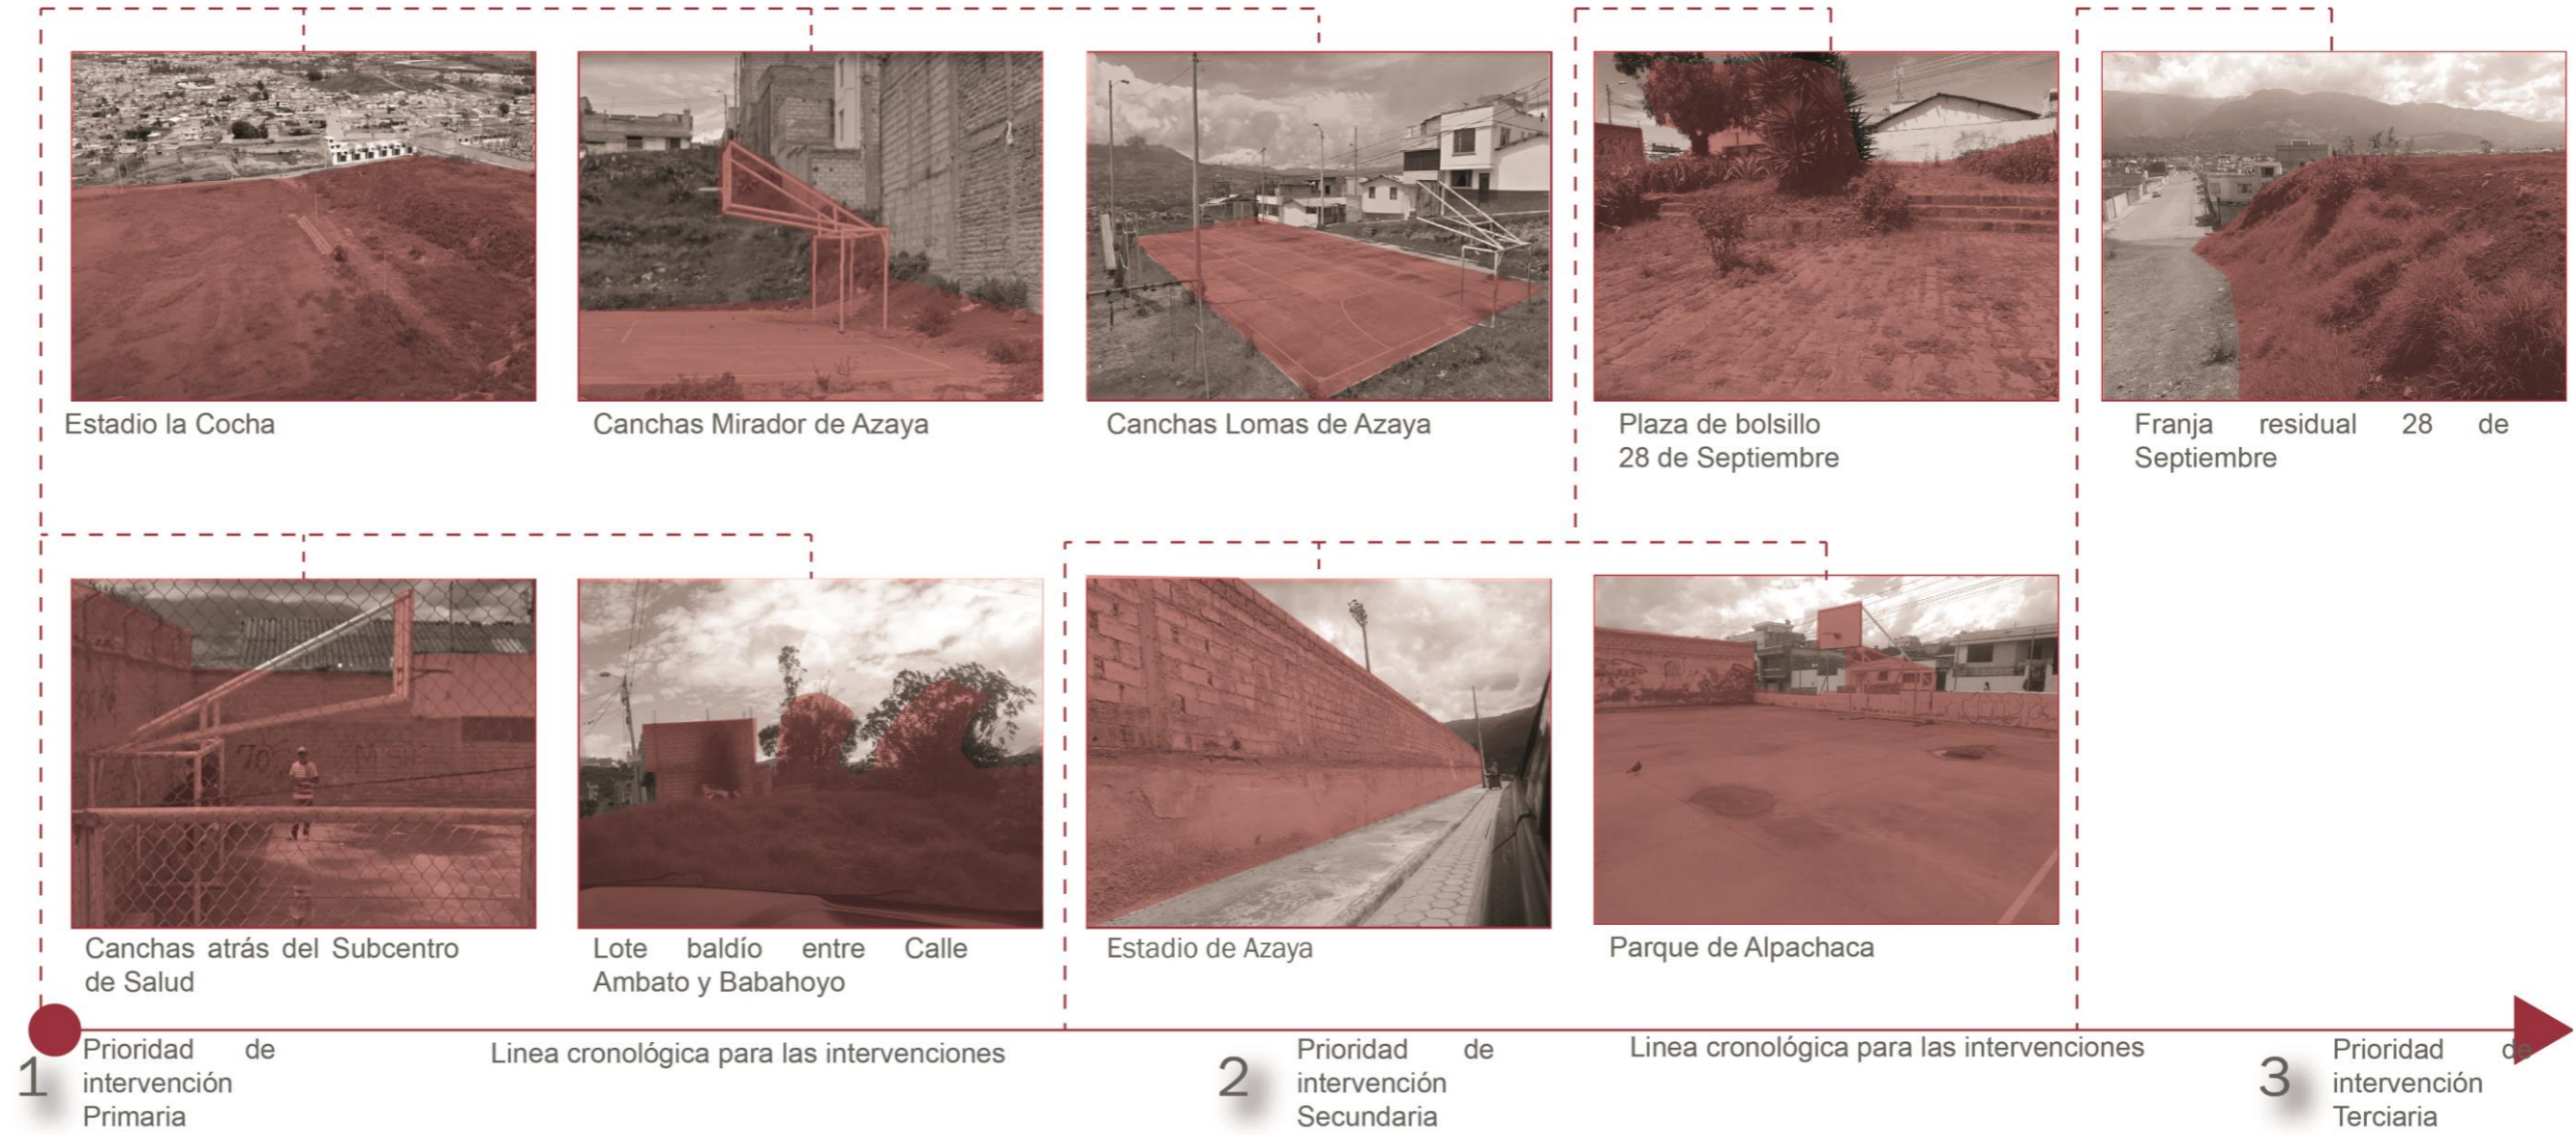 Estadio la Cocha
Canchas Mirador de Azaya
Canchas Lomas de Azaya
Plaza de bolsillo
28 de Septiembre
Franja residual 28 de
Septiembre
Canchas atrás del Subcentro
de Salud
Lote baldío entre Calle
Ambato y Babahoyo
Estadio de Azaya
Parque de Alpachaca
1
Prioridad de
intervención
Primaria
Linea cronológica para las intervenciones
2
Prioridad de
intervención
Secundaria
Linea cronológica para las intervenciones
3
Prioridad de
intervención
Terciaria